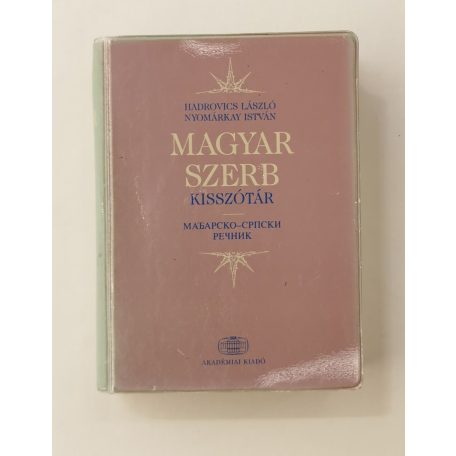 HADROVICS LÁSZLÓ
NYOMÁRKAY ISTVÁN
MAGYAR
SZERB
KISSZÓTÁR
МАЂАРСКО–СРПСКИ
РЕЧНИК
AKADÉMIAI KIADÓ